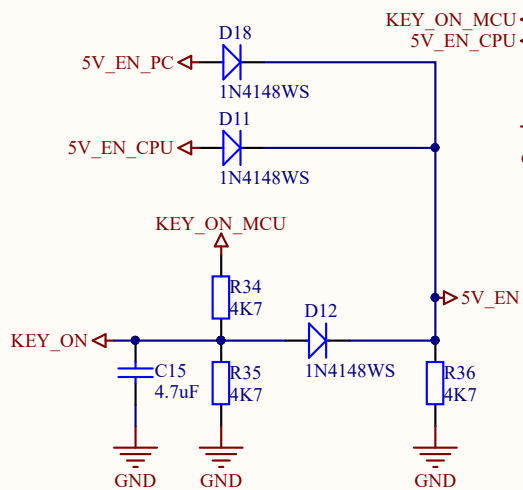 D18
KEY_ON_MCU
5V_EN_CPU
5V_EN_PC
1N4148WS
D11
5V_EN_CPU
1N4148WS
KEY_ON_MCU
R34
4K7
D12
5V_EN
KEY_ON
1N4148WS
C15
4.7uF
R35
4K7
R36
4K7
GND
GND
GND